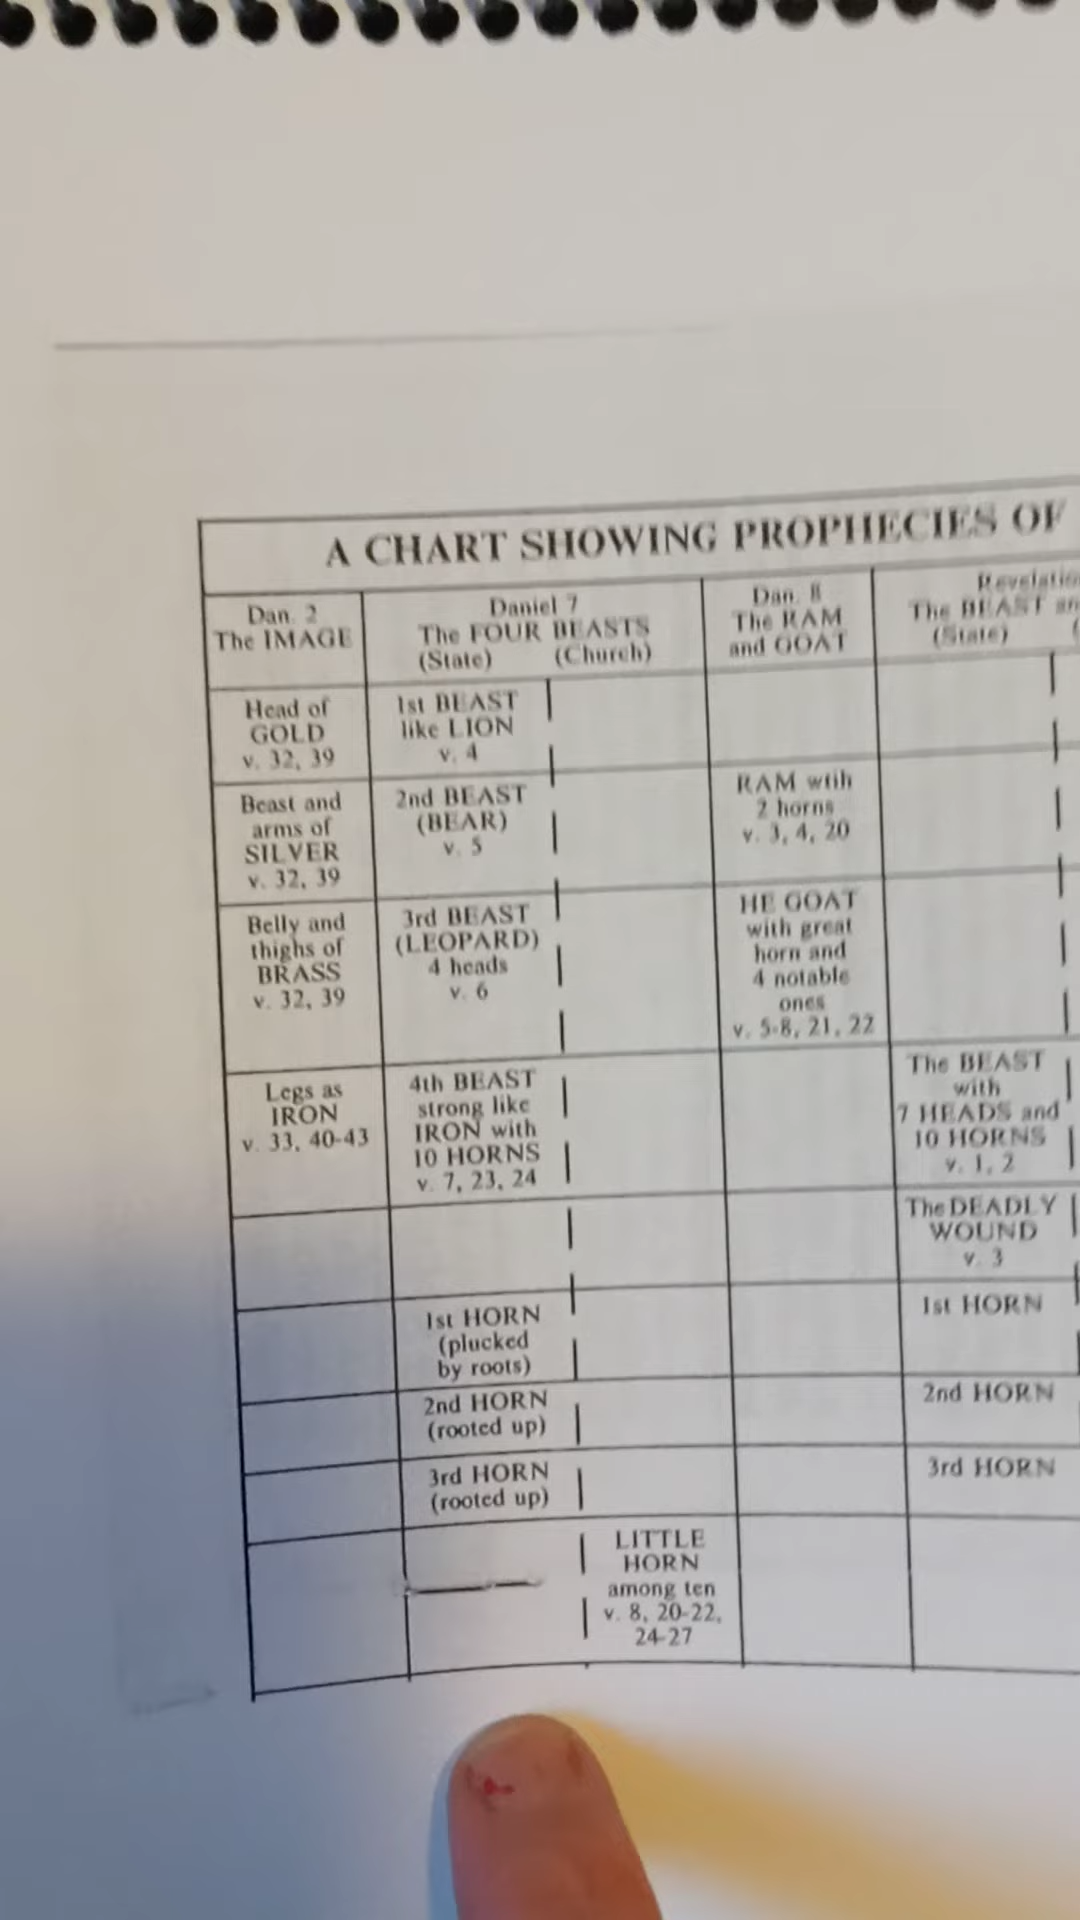 A CHART SHOWING PROPHECIES OF
Dan. 2
The IMAGE
Daniel 7
The FOUR BEASTS
(State) (Church)
Dan. 8
The RAM
and GOAT
The BEAST
(State)
Head of
GOLD
v. 32, 39
1st BEAST
like LION
v. 4
Beast and
arms of
SILVER
v. 32, 39
2nd BEAST
(BEAR)
v. 5
RAM wtih
2 horns
v. 3, 4, 20
Belly and
thighs of
BRASS
v. 32, 39
3rd BEAST
(LEOPARD)
4 heads
v. 6
HE GOAT
with great
horn and
4 notable
ones
v. 5-8, 21, 22
Legs as
IRON
v. 33, 40-43
4th BEAST
strong like
IRON with
10 HORNS
v. 7, 23, 24
The BEAST
with
7 HEADS and
10 HORNS
v. 1, 2
The DEADLY
WOUND
v. 3
1st HORN
(plucked
by roots)
1st HORN
2nd HORN
(rooted up)
2nd HORN
3rd HORN
(rooted up)
3rd HORN
LITTLE
HORN
among ten
v. 8, 20-22,
24-27